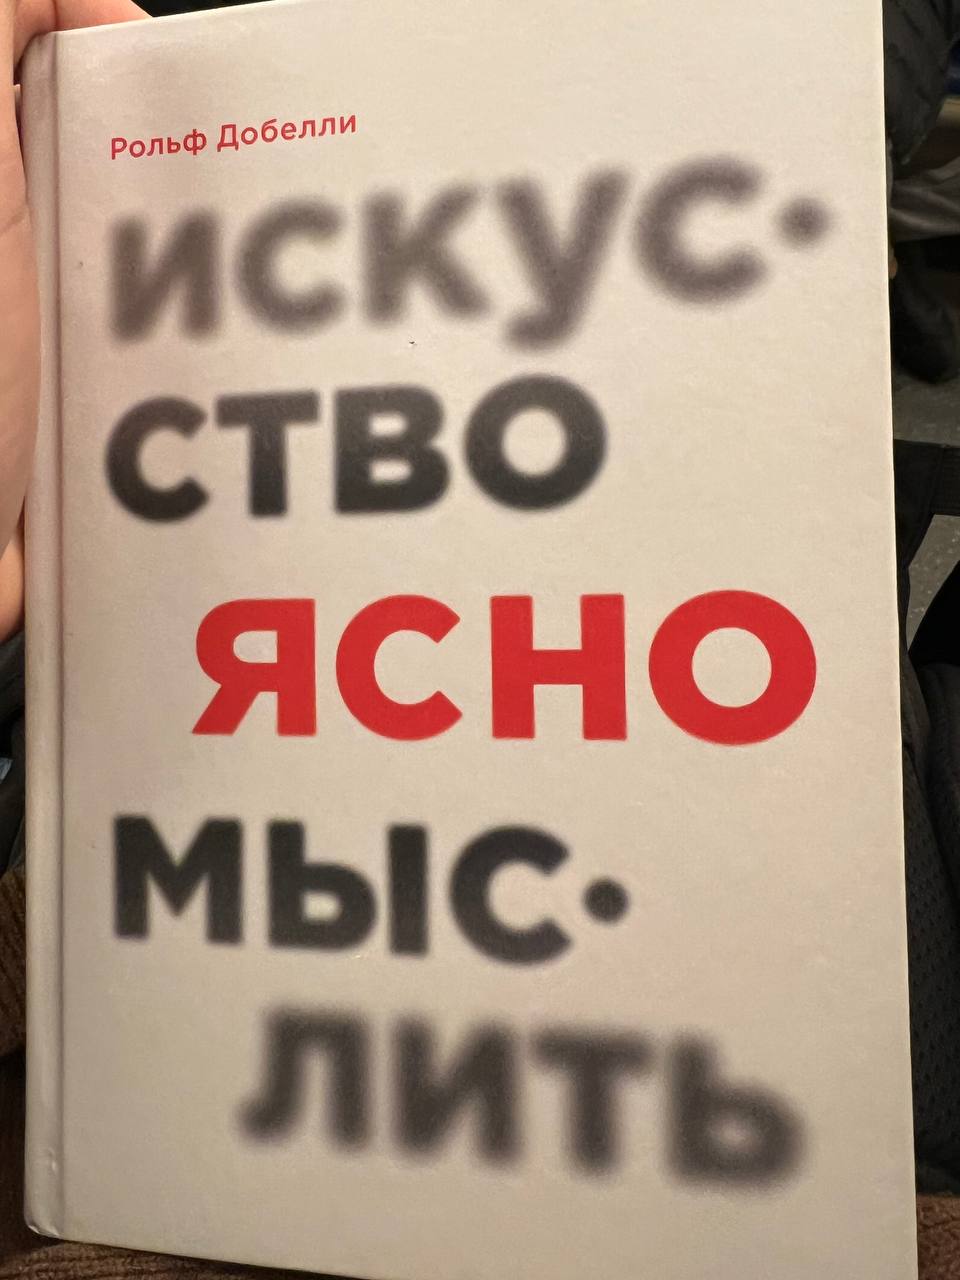 Рольф Добелли
искус·
ство
ясно
мыс·
лить